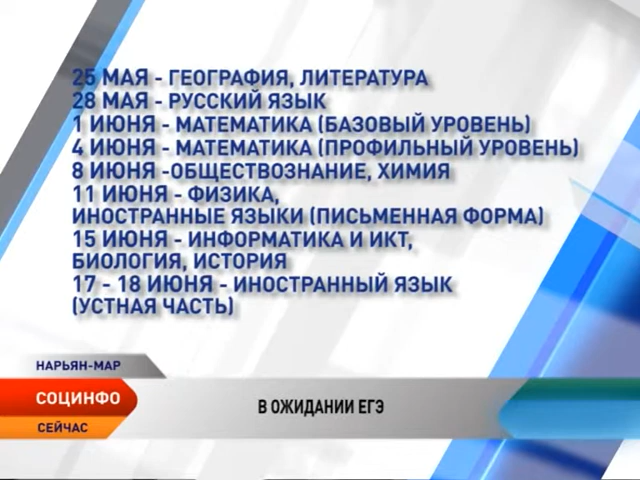 25 МАЯ - ГЕОГРАФИЯ, ЛИТЕРАТУРА
28 МАЯ - РУССКИЙ ЯЗЫК
1 ИЮНЯ - МАТЕМАТИКА (БАЗОВЫЙ УРОВЕНЬ)
4 ИЮНЯ - МАТЕМАТИКА (ПРОФИЛЬНЫЙ УРОВЕНЬ)
8 ИЮНЯ -ОБЩЕСТВОЗНАНИЕ, ХИМИЯ
11 ИЮНЯ - ФИЗИКА,
ИНОСТРАННЫЕ ЯЗЫКИ (ПИСЬМЕННАЯ ФОРМА)
15 ИЮНЯ - ИНФОРМАТИКА И ИКТ,
БИОЛОГИЯ, ИСТОРИЯ
17 - 18 ИЮНЯ - ИНОСТРАННЫЙ ЯЗЫК
(УСТНАЯ ЧАСТЬ)
НАРЬЯН-МАР
СОЦИНФО
СЕЙЧАС
В ОЖИДАНИИ ЕГЭ